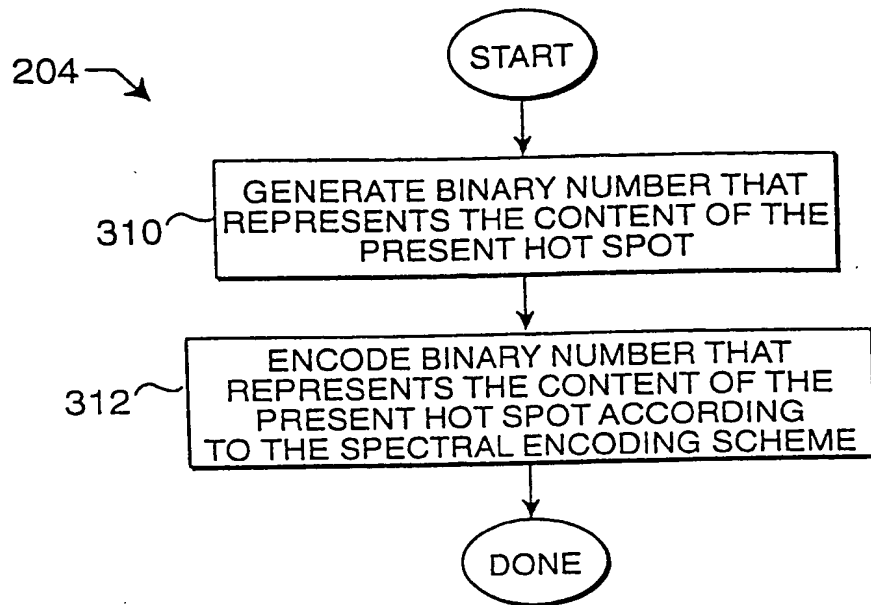 START
204
GENERATE BINARY NUMBER THAT
REPRESENTS THE CONTENT OF THE
PRESENT HOT SPOT
310
ENCODE BINARY NUMBER THAT
REPRESENTS THE CONTENT OF THE
PRESENT HOT SPOT ACCORDING
TO THE SPECTRAL ENCODING SCHEME
312
DONE